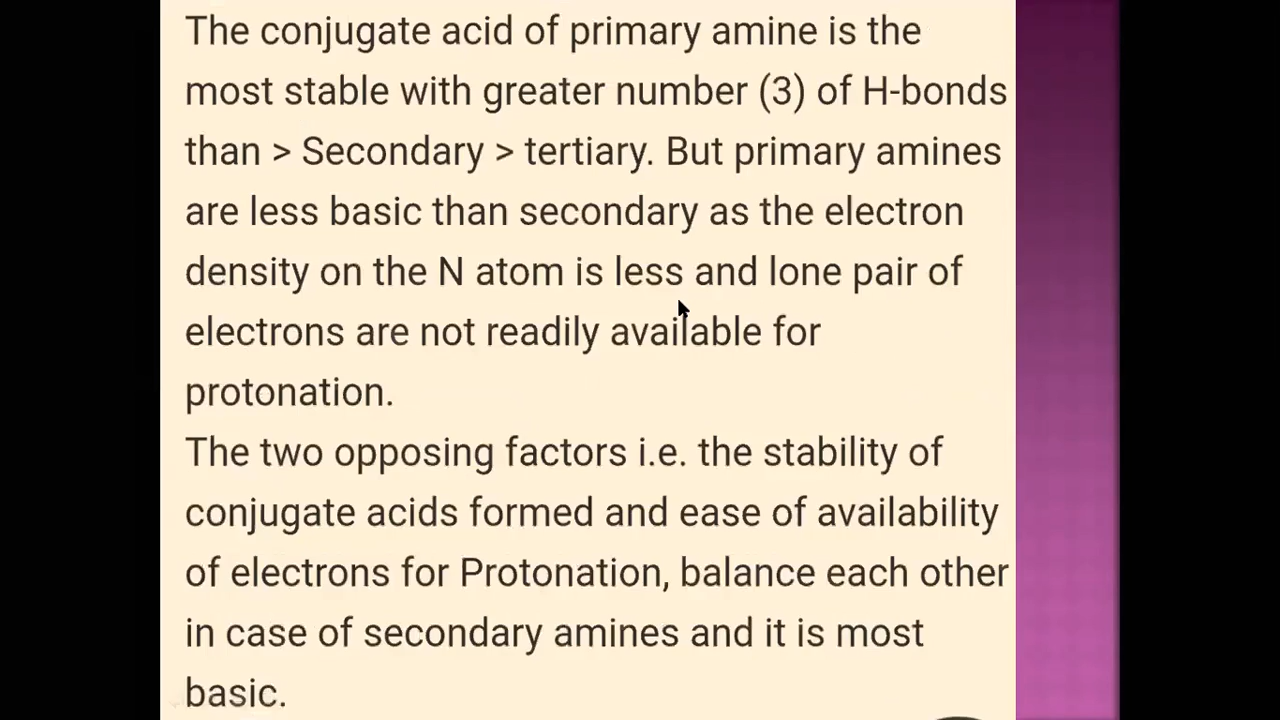 The conjugate acid of primary amine is the
most stable with greater number (3) of H-bonds
than > Secondary > tertiary. But primary amines
are less basic than secondary as the electron
density on the N atom is less and lone pair of
electrons are not readily available for
protonation.
The two opposing factors i.e. the stability of
conjugate acids formed and ease of availability
of electrons for Protonation, balance each other
in case of secondary amines and it is most
basic.